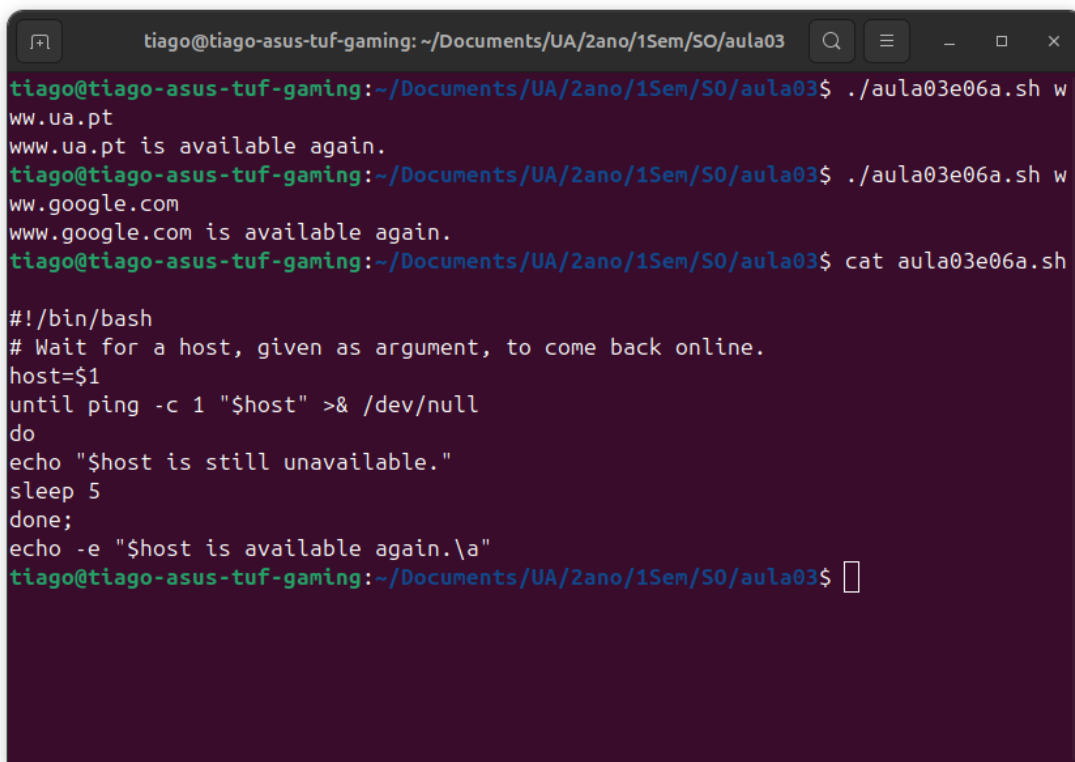 tiago@tiago-asus-tuf-gaming: ~/Documents/UA/2ano/1Sem/SO/aula03
tiago@tiago-asus-tuf-gaming:~/Documents/UA/2ano/1Sem/SO/aula03$ ./aula03e06a.sh w
ww.ua.pt
www.ua.pt is available again.
tiago@tiago-asus-tuf-gaming:~/Documents/UA/2ano/1Sem/SO/aula03$ ./aula03e06a.sh w
ww.google.com
www.google.com is available again.
tiago@tiago-asus-tuf-gaming:~/Documents/UA/2ano/1Sem/SO/aula03$ cat aula03e06a.sh
#!/bin/bash
# Wait for a host, given as argument, to come back online.
host=$1
until ping -c 1 "$host" >& /dev/null
do
echo "$host is still unavailable."
sleep 5
done;
echo -e "$host is available again.\a"
tiago@tiago-asus-tuf-gaming:~/Documents/UA/2ano/1Sem/SO/aula03$